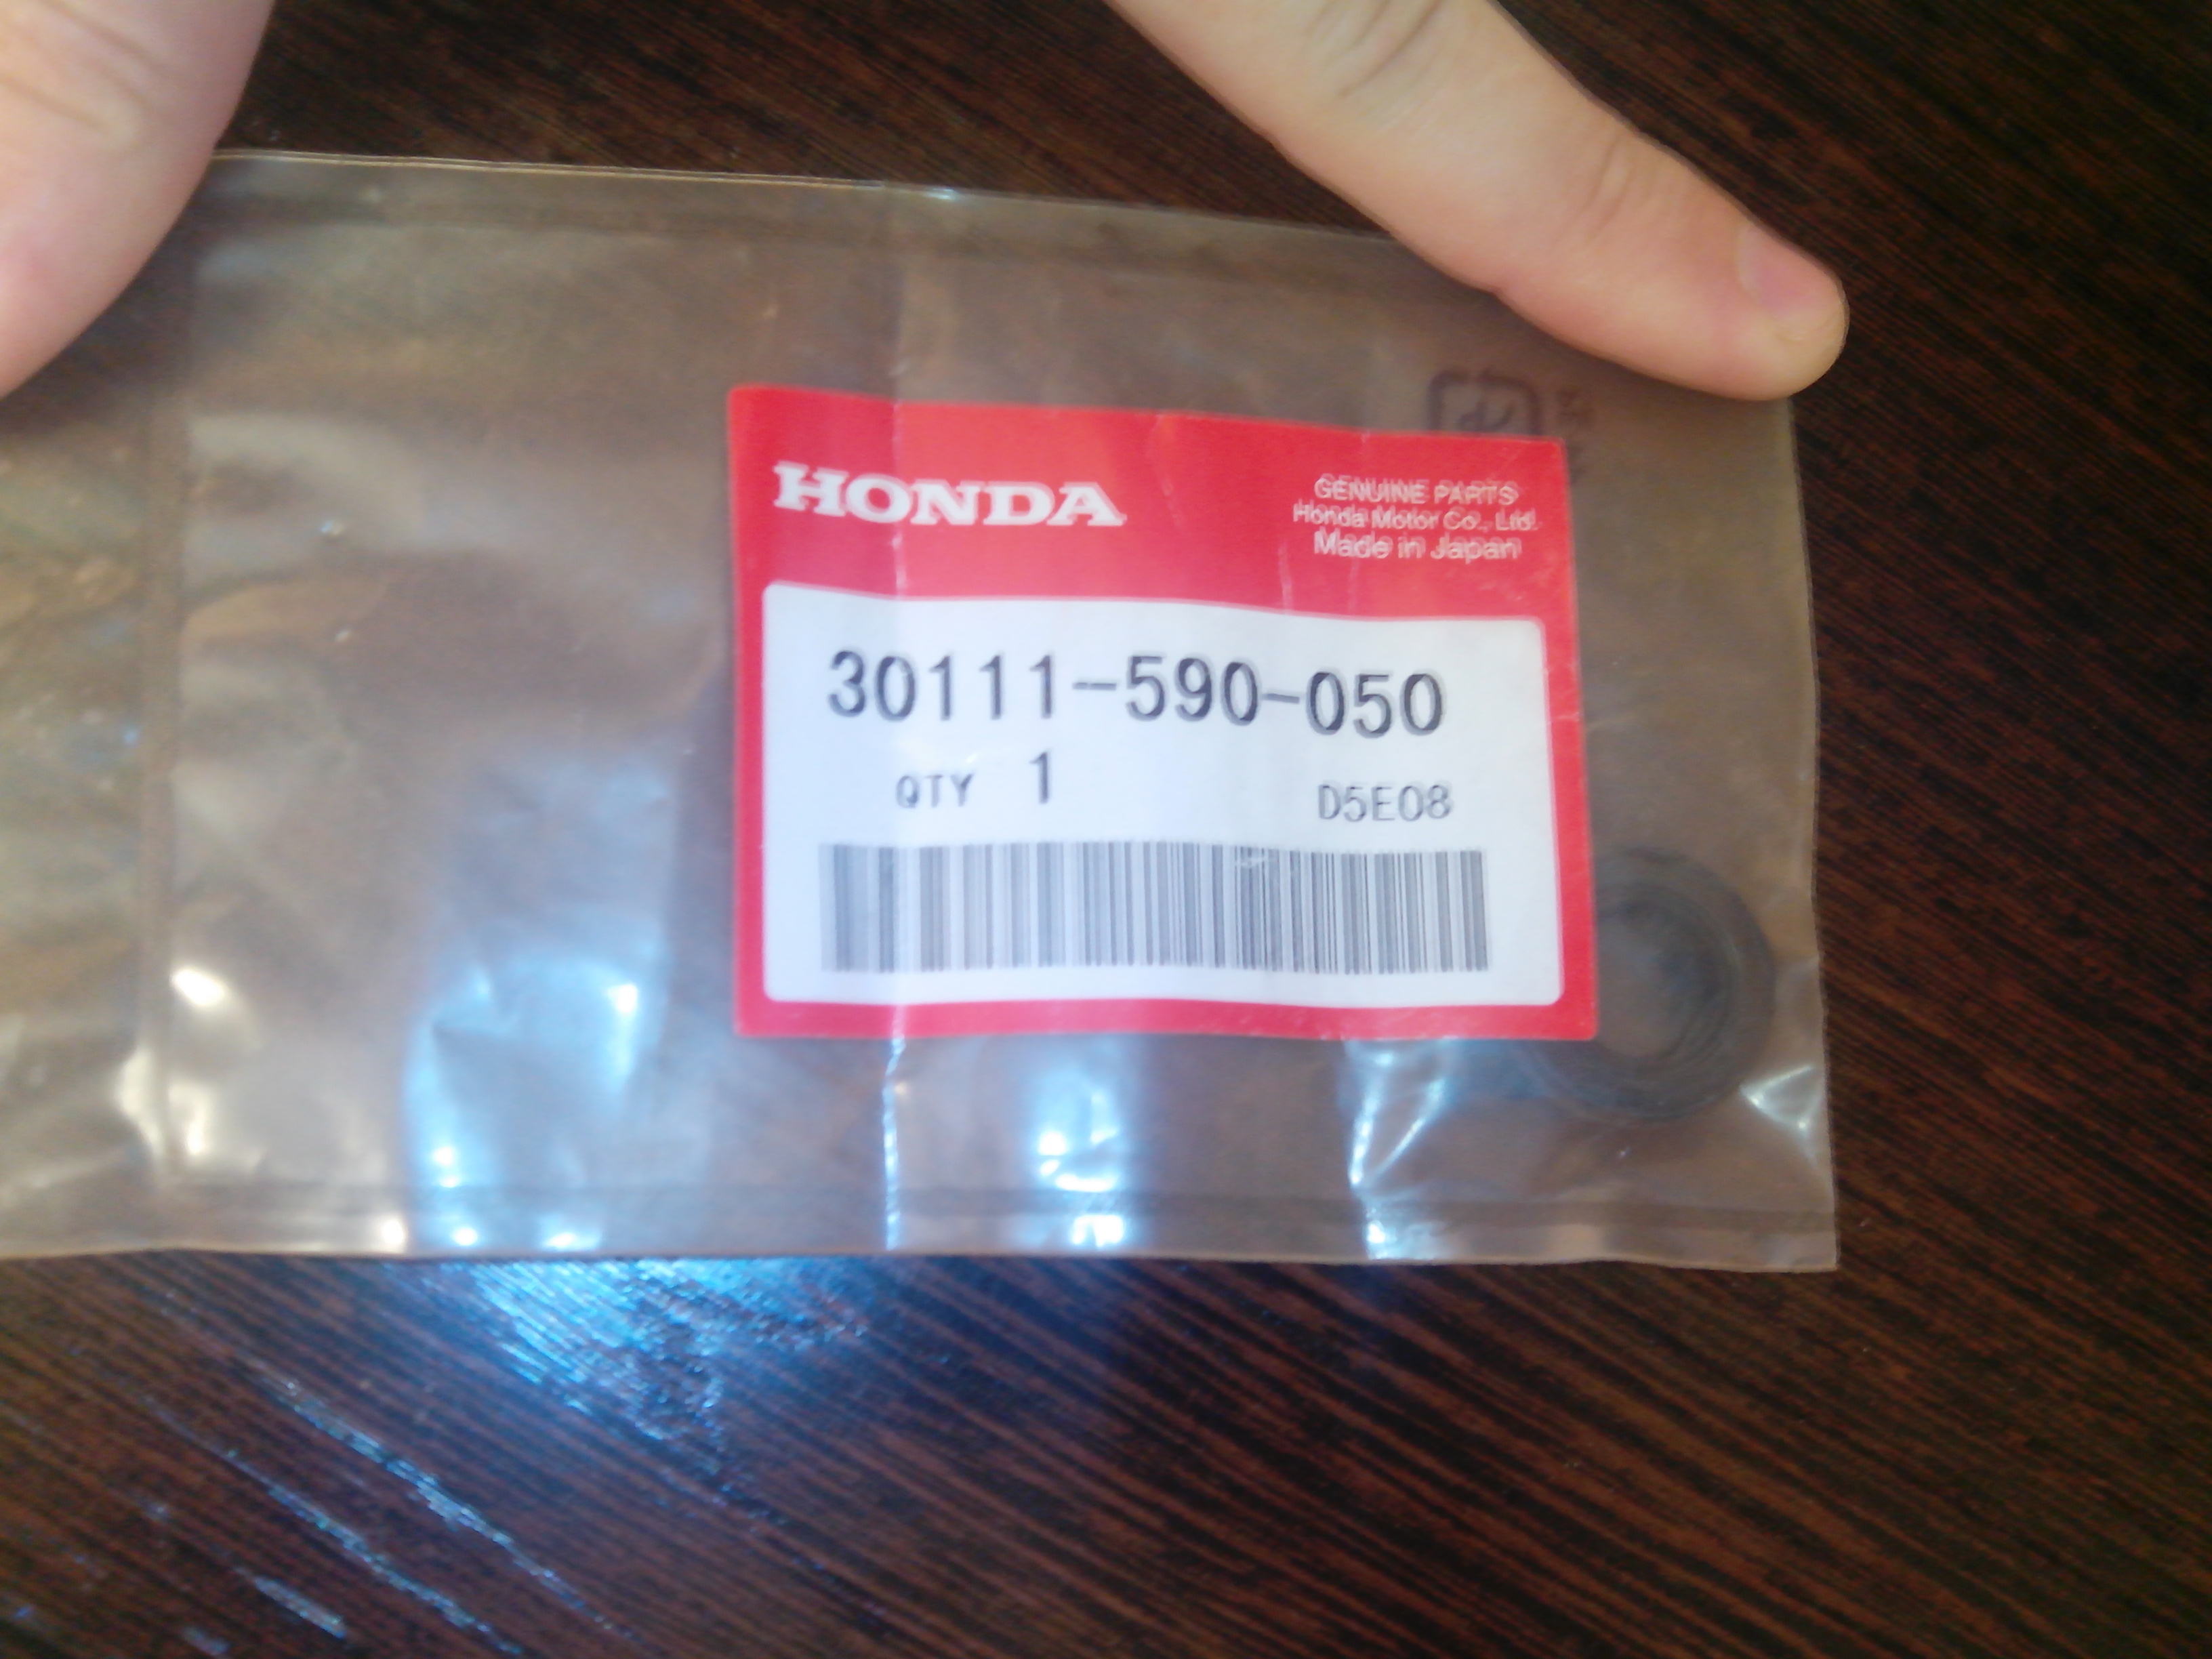 HONDA
GENUINE PARTS
Honda Motor Co., Ltd.
Made in Japan
30111-590-050
QTY 1
D5E08